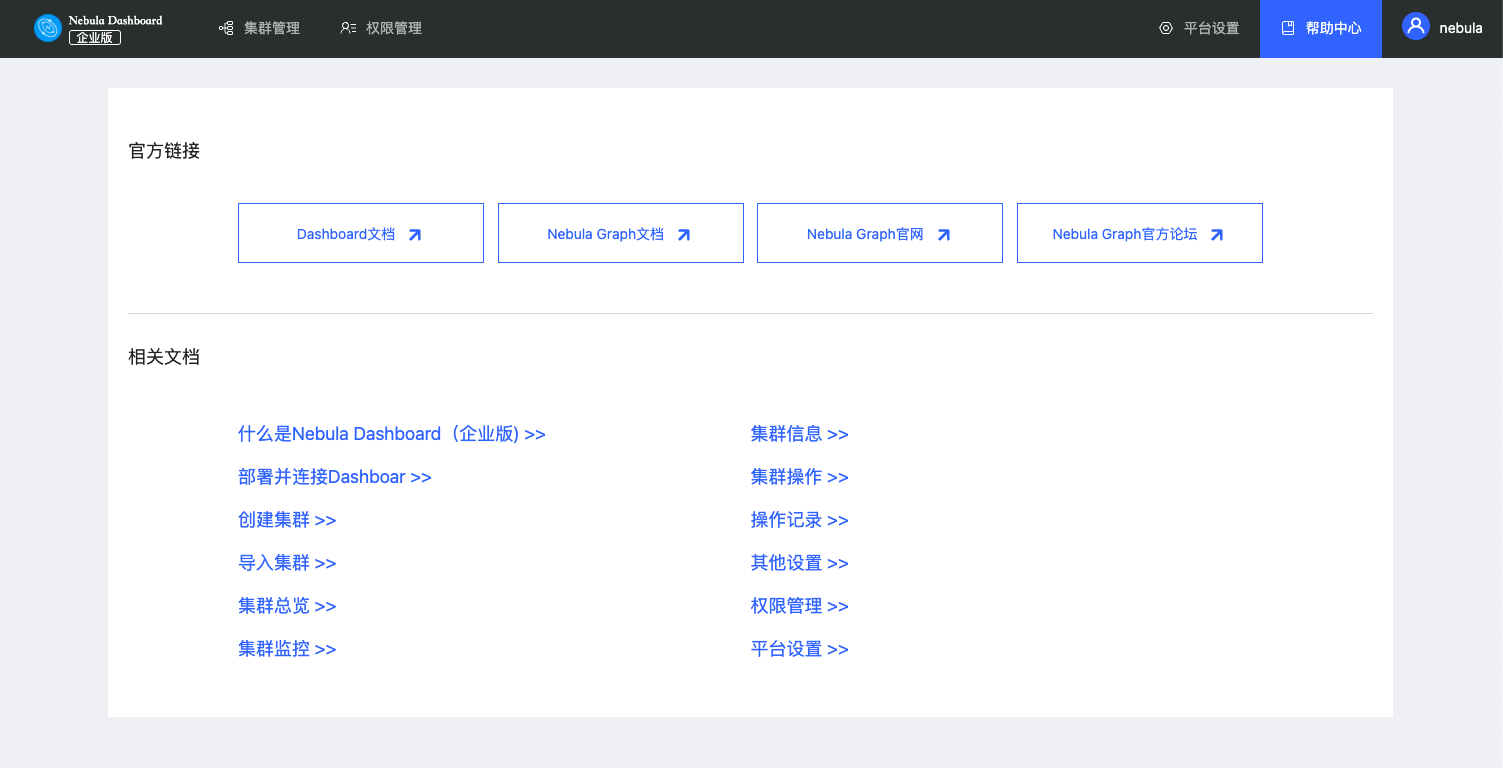 Nebula Dashboard
企业版
集群管理
权限管理
平台设置
帮助中心
nebula
官方链接
Dashboard文档
Nebula Graph文档
Nebula Graph官网
Nebula Graph官方论坛
相关文档
什么是Nebula Dashboard（企业版) >>
部署并连接Dashboar >>
创建集群 >>
导入集群 >>
集群总览 >>
集群监控 >>
集群信息 >>
集群操作 >>
操作记录 >>
其他设置 >>
权限管理 >>
平台设置 >>